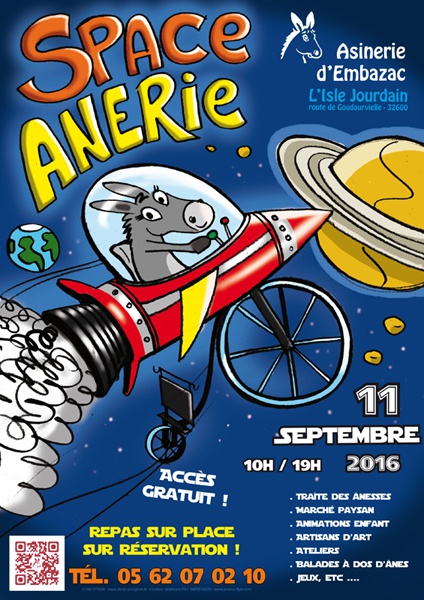 SPACE
ANERIE
Asinerie
d'Embazac
L'Isle Jourdain
route de Goudourvielle - 32600
11
SEPTEMBRE
10H / 19H 2016
ACCÈS
GRATUIT !
REPAS SUR PLACE
SUR RÉSERVATION !
TÉL. 05 62 07 02 10
. TRAITE DES ANESSES
. MARCHÉ PAYSAN
. ANIMATIONS ENFANT
. ARTISANS D'ART
. ATELIERS
. BALADES À DOS D'ÂNES
. JEUX, ETC ....